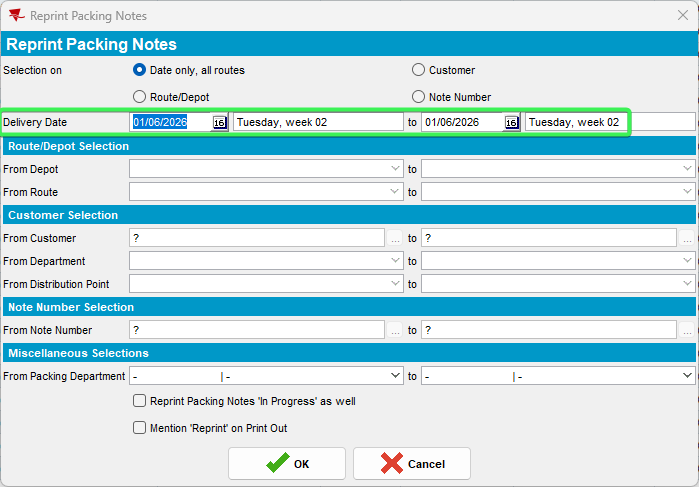 Reprint Packing Notes
Reprint Packing Notes
Selection on Date only, all routes Customer
Route/Depot Note Number
Delivery Date 01/06/2026 16 Tuesday, week 02 to 01/06/2026 16 Tuesday, week 02
Route/Depot Selection
From Depot to
From Route to
Customer Selection
From Customer ? ... to ? ...
From Department to
From Distribution Point to
Note Number Selection
From Note Number ? ... to ? ...
Miscellaneous Selections
From Packing Department - | - to - | -
Reprint Packing Notes 'In Progress' as well
Mention 'Reprint' on Print Out
OK Cancel